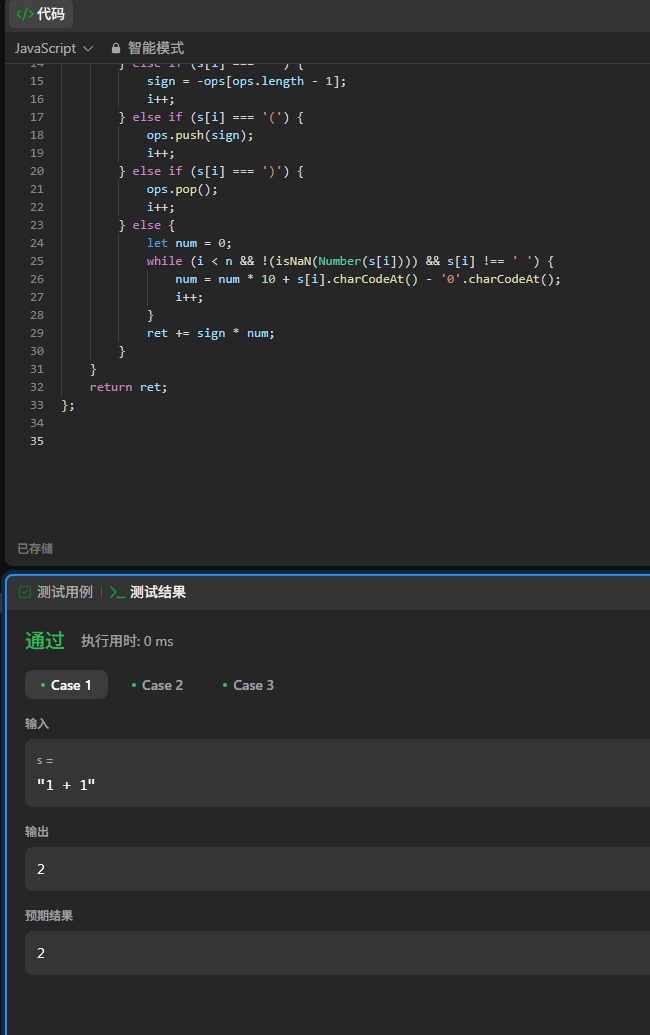 </> 代码
JavaScript 智能模式
14 } else if (s[i] === '-') {
15 sign = -ops[ops.length - 1];
16 i++;
17 } else if (s[i] === '(') {
18 ops.push(sign);
19 i++;
20 } else if (s[i] === ')') {
21 ops.pop();
22 i++;
23 } else {
24 let num = 0;
25 while (i < n && !(isNaN(Number(s[i]))) && s[i] !== ' ') {
26 num = num * 10 + s[i].charCodeAt() - '0'.charCodeAt();
27 i++;
28 }
29 ret += sign * num;
30 }
31 }
32 return ret;
33 };
34
35
已存储
测试用例 | >_ 测试结果
通过 执行用时: 0 ms
• Case 1 • Case 2 • Case 3
输入
s =
"1 + 1"
输出
2
预期结果
2